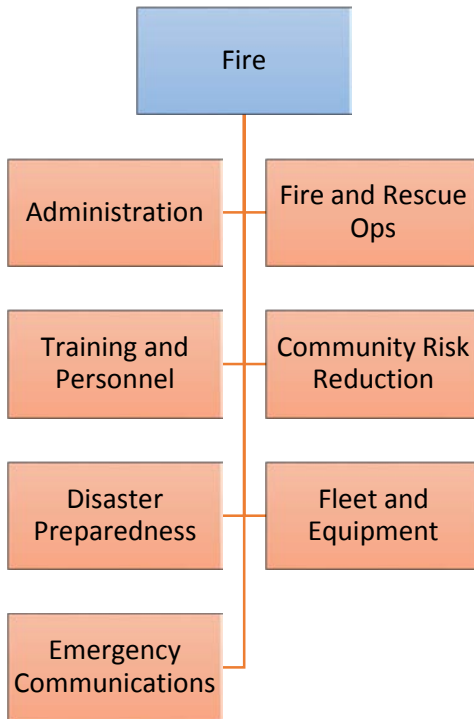 Fire
Administration
Fire and Rescue
Ops
Training and
Personnel
Community Risk
Reduction
Disaster
Preparedness
Fleet and
Equipment
Emergency
Communications